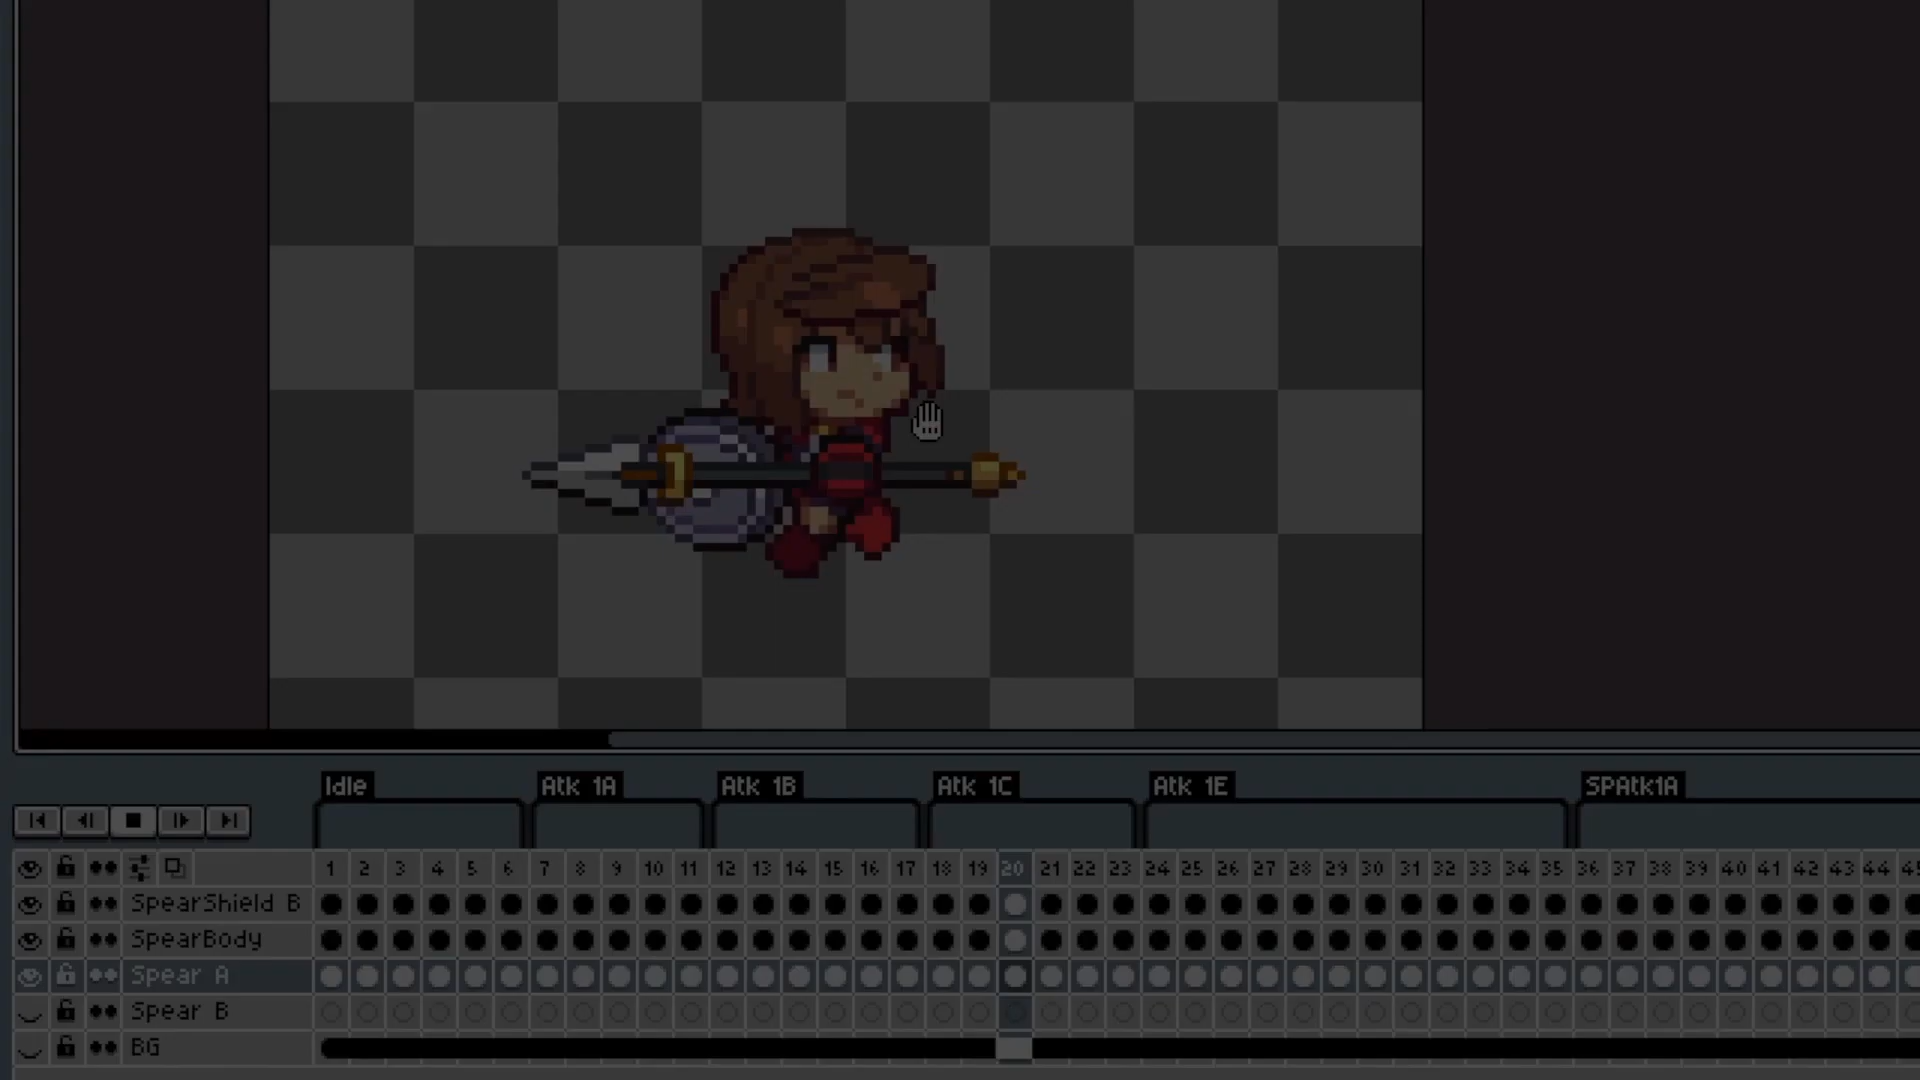 Idle Atk 1A Atk 1B Atk 1C Atk 1E SPAtk1A
1 2 3 4 5 6 7 8 9 10 11 12 13 14 15 16 17 18 19 20 21 22 23 24 25 26 27 28 29 30 31 32 33 34 35 36 37 38 39 40 41 42 43 44 45
SpearShield B
SpearBody
Spear A
Spear B
BG